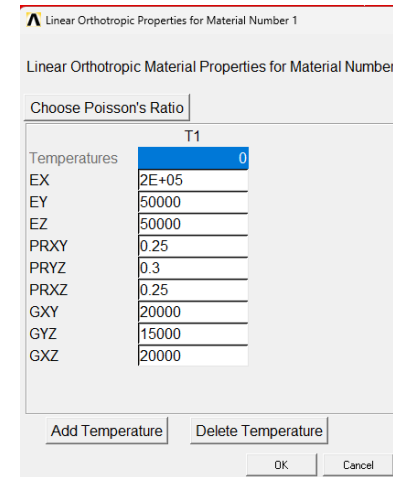 Linear Orthotropic Properties for Material Number 1
Linear Orthotropic Material Properties for Material Number
Choose Poisson's Ratio
T1
Temperatures 0
EX 2E+05
EY 50000
EZ 50000
PRXY 0.25
PRYZ 0.3
PRXZ 0.25
GXY 20000
GYZ 15000
GXZ 20000
Add Temperature Delete Temperature
OK Cancel